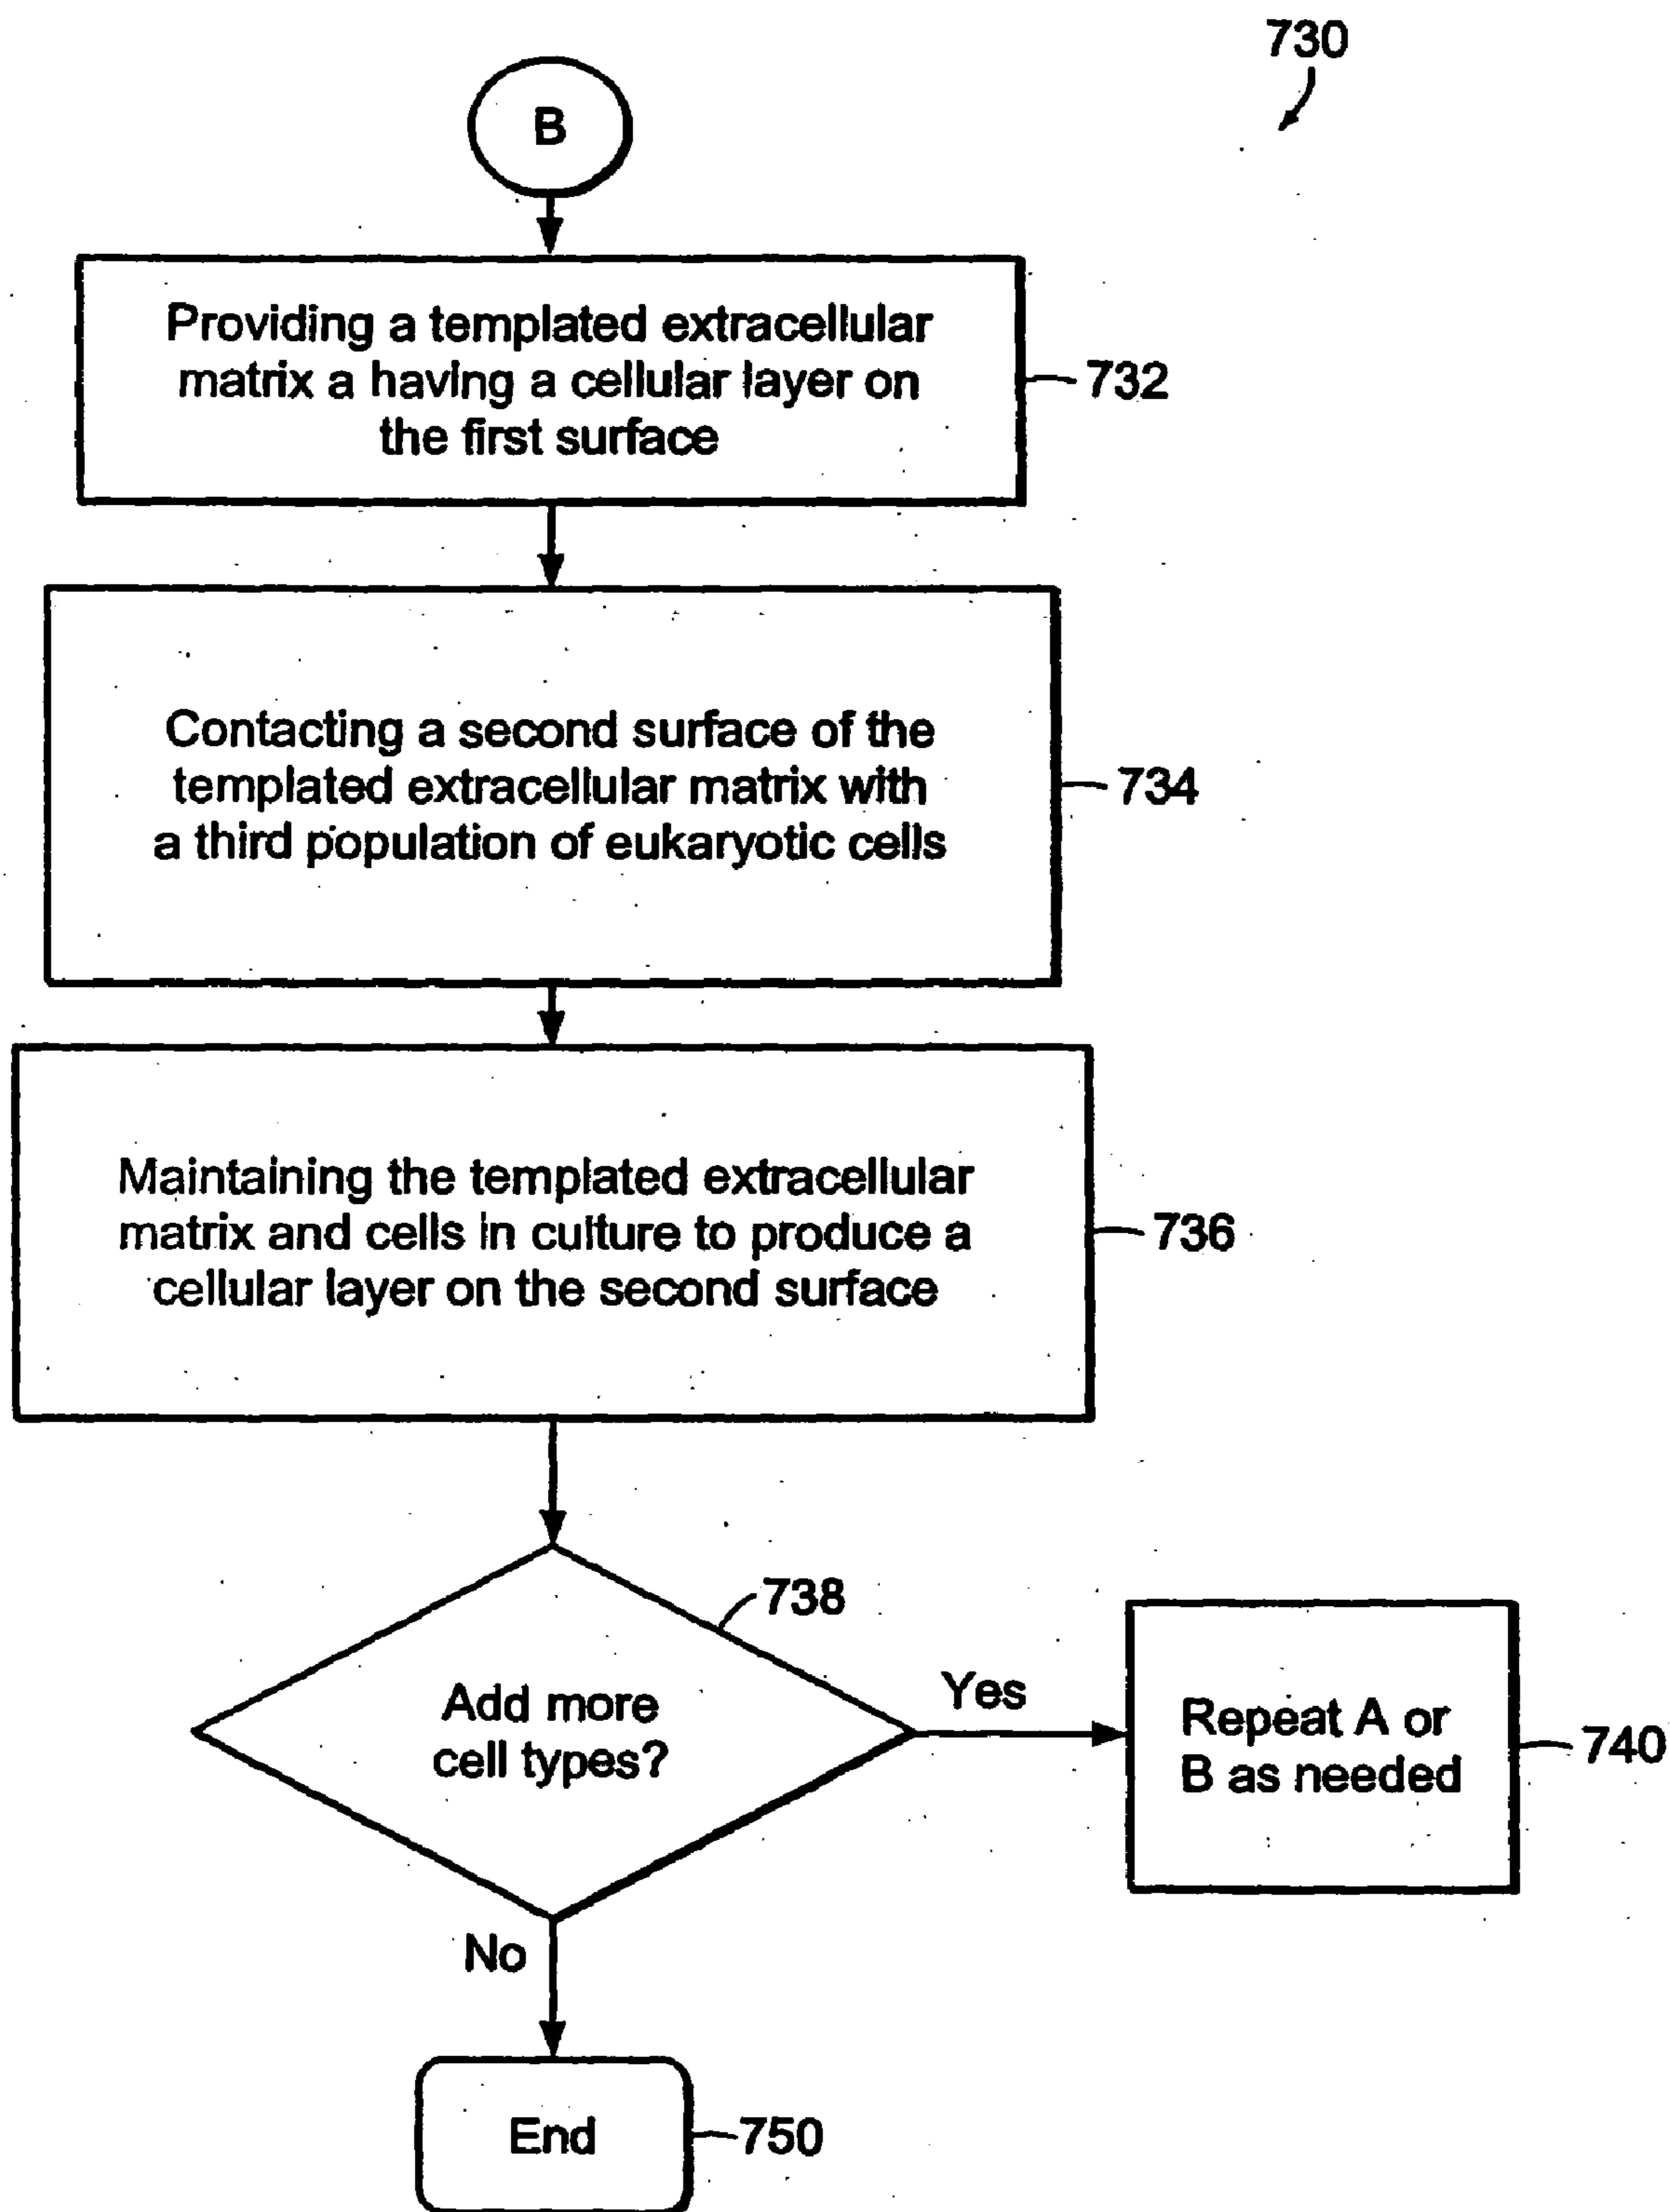 730
B
Providing a templated extracellular
matrix a having a cellular layer on
the first surface
732
Contacting a second surface of the
templated extracellular matrix with
a third population of eukaryotic cells
734
Maintaining the templated extracellular
matrix and cells in culture to produce a
cellular layer on the second surface
736
738
Add more
cell types?
Yes
Repeat A or
B as needed
740
No
End
750